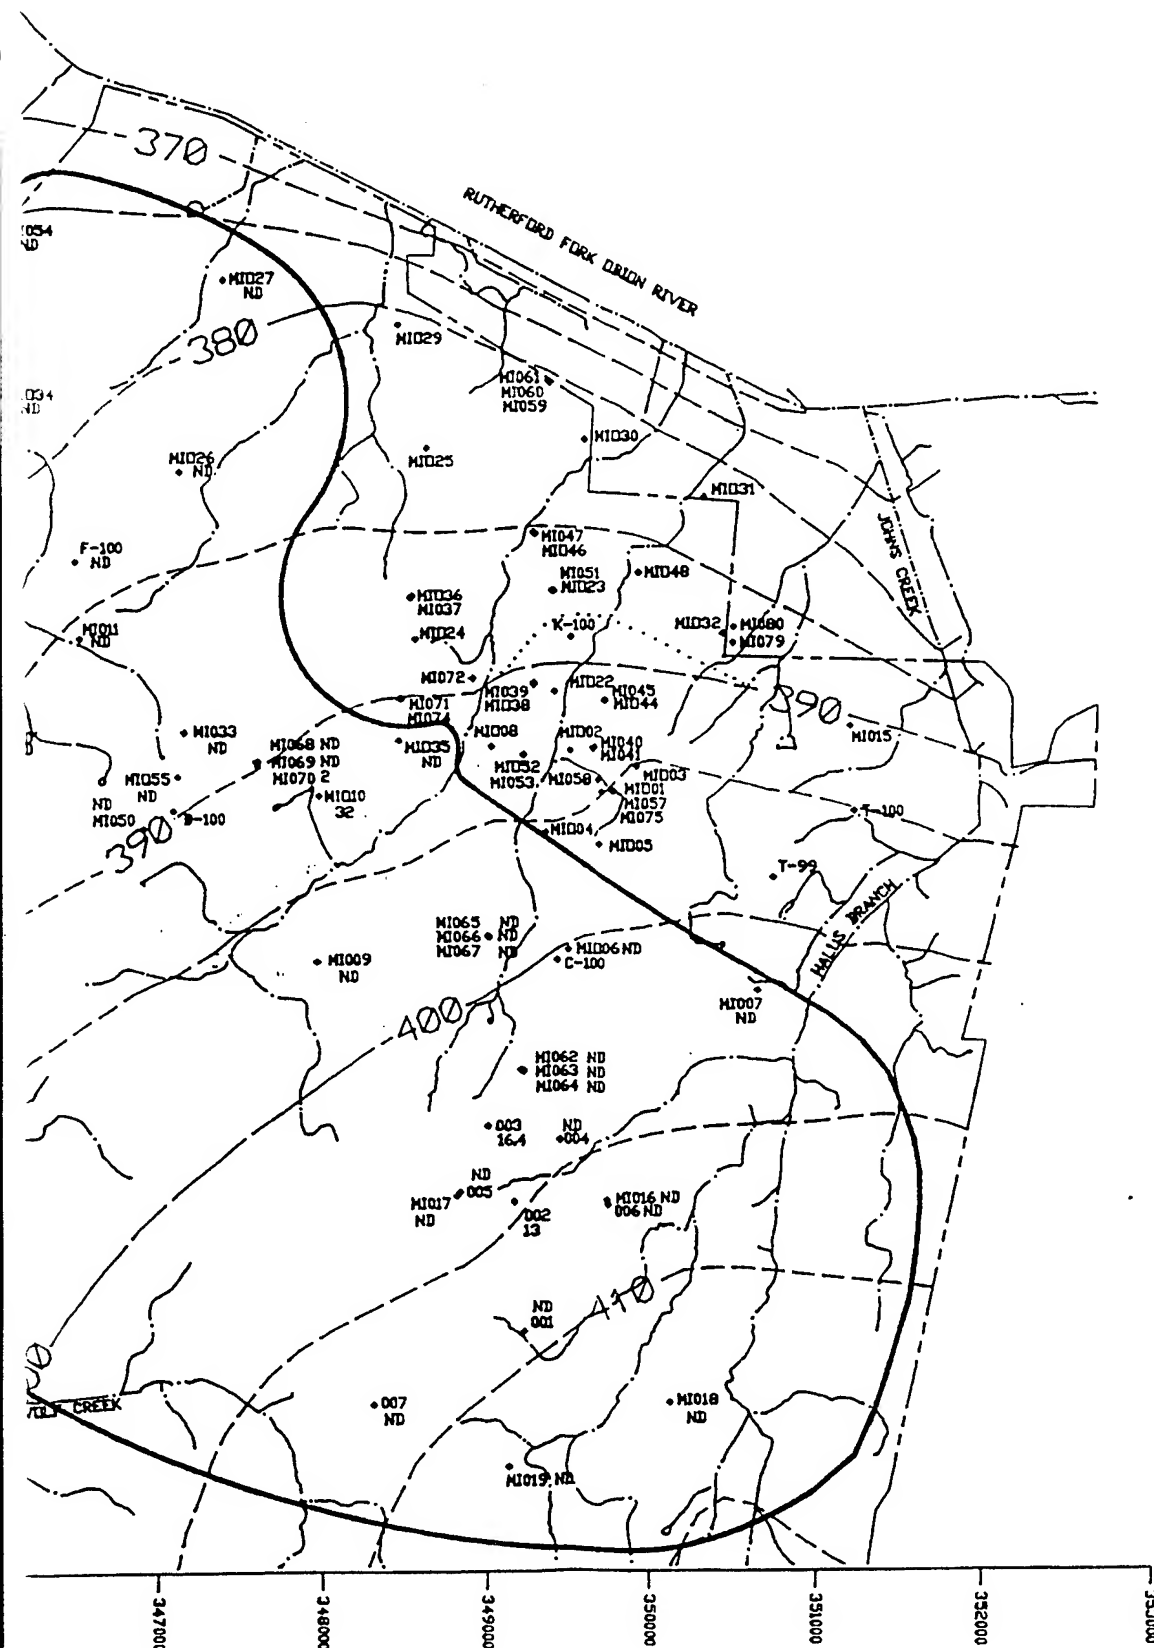 370
RUTHERFORD FORK OBION RIVER
MI027
ND
380
MI029
MI061
MI060
MI059
MI030
MI026
ND
MI025
MI031
JOHNS CREEK
F-100
ND
MI047
MI046
MI051
MI023
MI048
MI036
MI037
MI011
ND
MI024
K-100
MI032
MI080
MI079
MI072
MI039
MI038
MI022
MI045
MI044
390
MI071
MI074
MI015
MI033
ND
MI068 ND
MI069 ND
MI070 2
MI035
ND
MI008
MI002
MI040
MI041
MI052
MI053
MI058
MI003
MI001
MI057
MI075
MI055
ND
MI010
32
ND
MI050
B-100
T-100
390
MI004
MI005
T-99
HALUS BRANCH
MI065 ND
MI066 ND
MI067 ND
MI006 ND
C-100
MI009
ND
MI007
ND
400
MI062 ND
MI063 ND
MI064 ND
003
16.4
ND
004
ND
005
MI017
ND
002
13
MI016 ND
006 ND
410
ND
001
CREEK
007
ND
MI018
ND
MI019 ND
347000
348000
349000
350000
351000
352000
353000